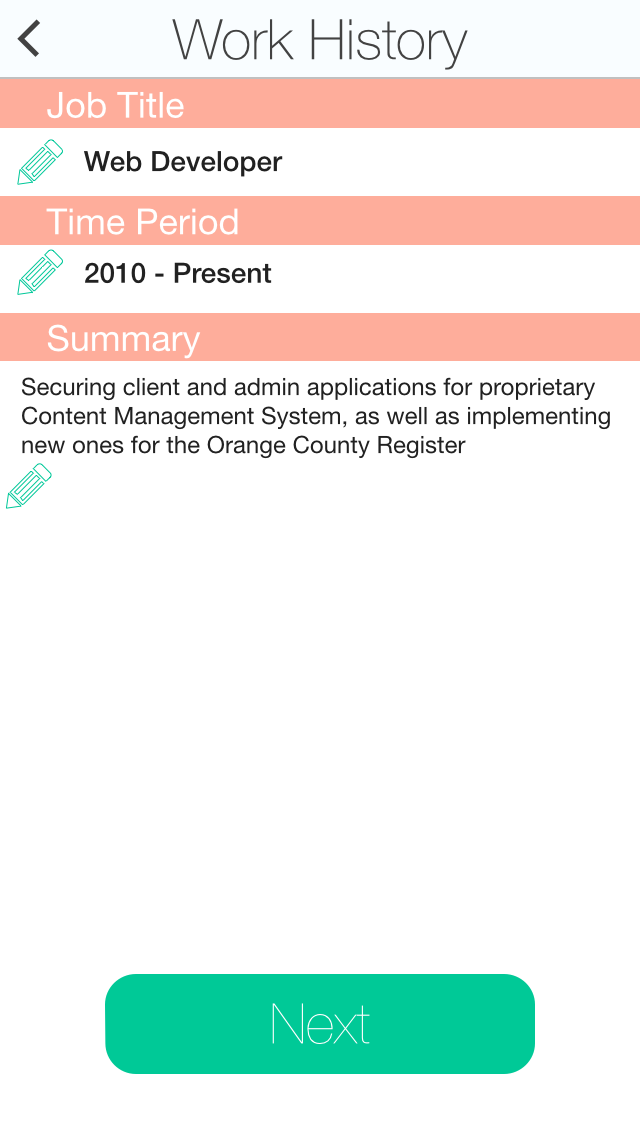 Work History
Job Title
Web Developer
Time Period
2010 - Present
Summary
Securing client and admin applications for proprietary
Content Management System, as well as implementing
new ones for the Orange County Register
Next